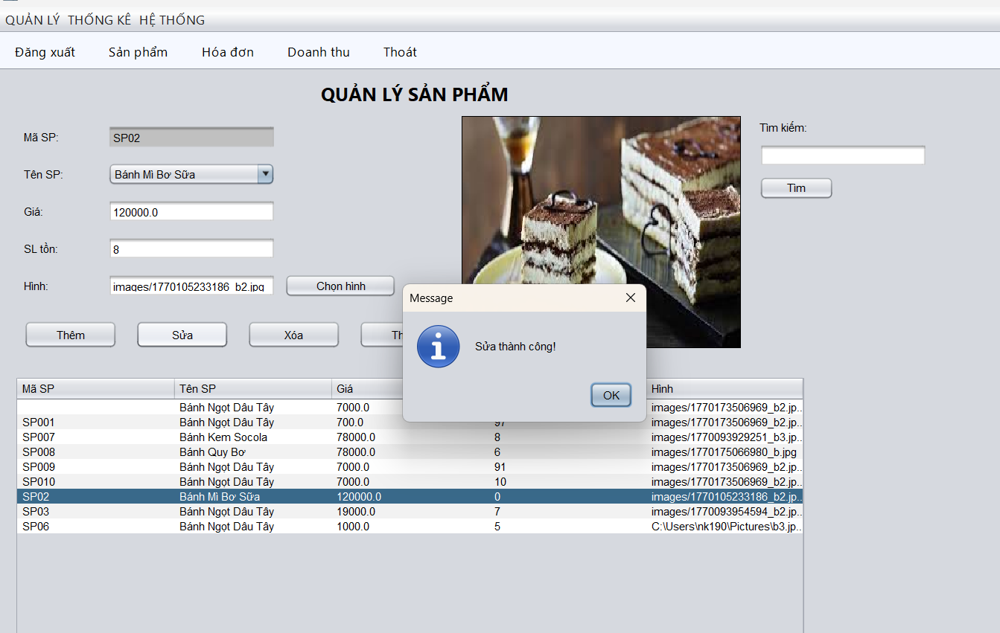 QUẢN LÝ THỐNG KÊ HỆ THỐNG
Đăng xuất Sản phẩm Hóa đơn Doanh thu Thoát
QUẢN LÝ SẢN PHẨM
Mã SP: SP02
Tìm kiếm:
Tên SP: Bánh Mì Bơ Sữa
Tìm
Giá: 120000.0
SL tồn: 8
Hình: images/1770105233186_b2.jpg Chọn hình
Message
Sửa thành công!
OK
Thêm Sửa Xóa Th
Mã SP Tên SP Giá Hình
Bánh Ngọt Dâu Tây 7000.0 images/1770173506969_b2.jp...
SP001 Bánh Ngọt Dâu Tây 700.0 97 images/1770173506969_b2.jp...
SP007 Bánh Kem Socola 78000.0 8 images/1770093929251_b3.jp...
SP008 Bánh Quy Bơ 78000.0 6 images/1770175066980_b.jpg
SP009 Bánh Ngọt Dâu Tây 7000.0 91 images/1770173506969_b2.jp...
SP010 Bánh Ngọt Dâu Tây 7000.0 10 images/1770173506969_b2.jp...
SP02 Bánh Mì Bơ Sữa 120000.0 0 images/1770105233186_b2.jp...
SP03 Bánh Ngọt Dâu Tây 19000.0 7 images/1770093954594_b2.jp...
SP06 Bánh Ngọt Dâu Tây 1000.0 5 C:\Users\nk190\Pictures\b3.jp...